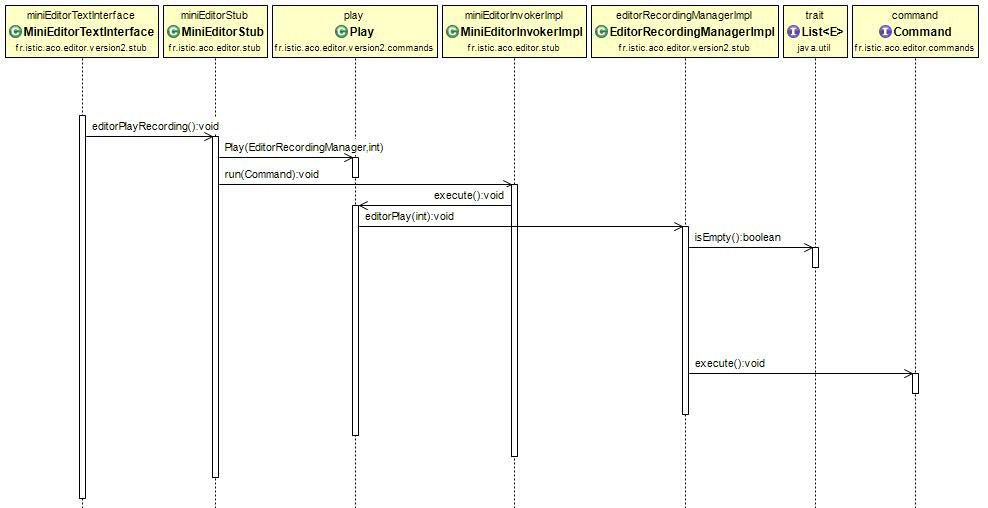 miniEditorTextInterface
MiniEditorTextInterface
fr.istic.aco.editor.version2.stub
miniEditorStub
MiniEditorStub
fr.istic.aco.editor.version2.stub
play
Play
fr.istic.aco.editor.version2.commands
miniEditorInvokerImpl
MiniEditorInvokerImpl
fr.istic.aco.editor.stub
editorRecordingManagerImpl
EditorRecordingManagerImpl
fr.istic.aco.editor.version2.stub
trait
List<E>
java.util
command
Command
fr.istic.aco.editor.commands
editorPlayRecording():void
Play(EditorRecordingManager,int)
run(Command):void
execute():void
editorPlay(int):void
isEmpty():boolean
execute():void